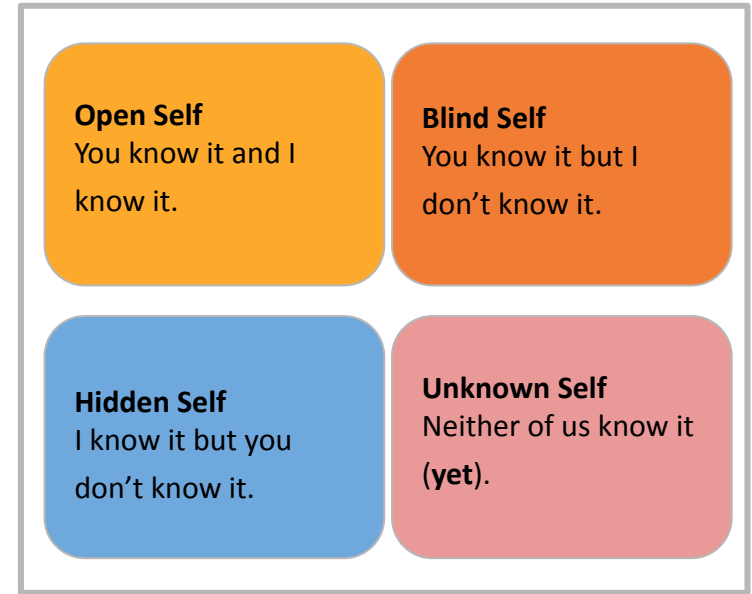 Open Self
You know it and I
know it.
Blind Self
You know it but I
don’t know it.
Hidden Self
I know it but you
don’t know it.
Unknown Self
Neither of us know it
(yet).